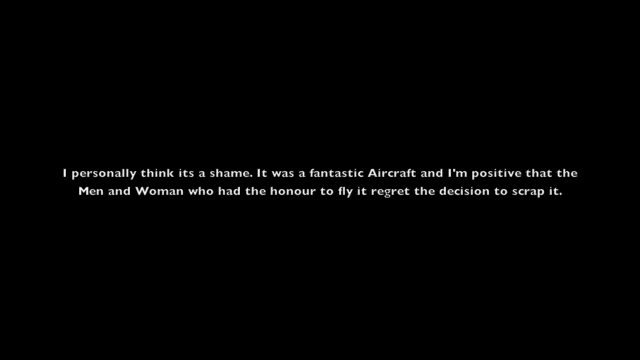 I personally think its a shame. It was a fantastic Aircraft and I'm positive that the
Men and Woman who had the honour to fly it regret the decision to scrap it.